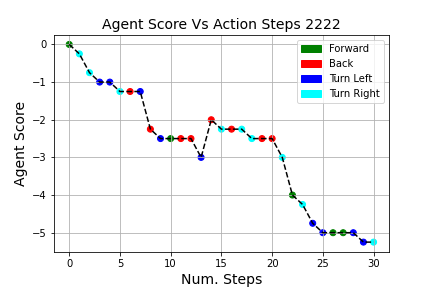 Agent Score Vs Action Steps 2222
Forward
Back
Turn Left
Turn Right
Agent Score
0
−1
−2
−3
−4
−5
0 5 10 15 20 25 30
Num. Steps